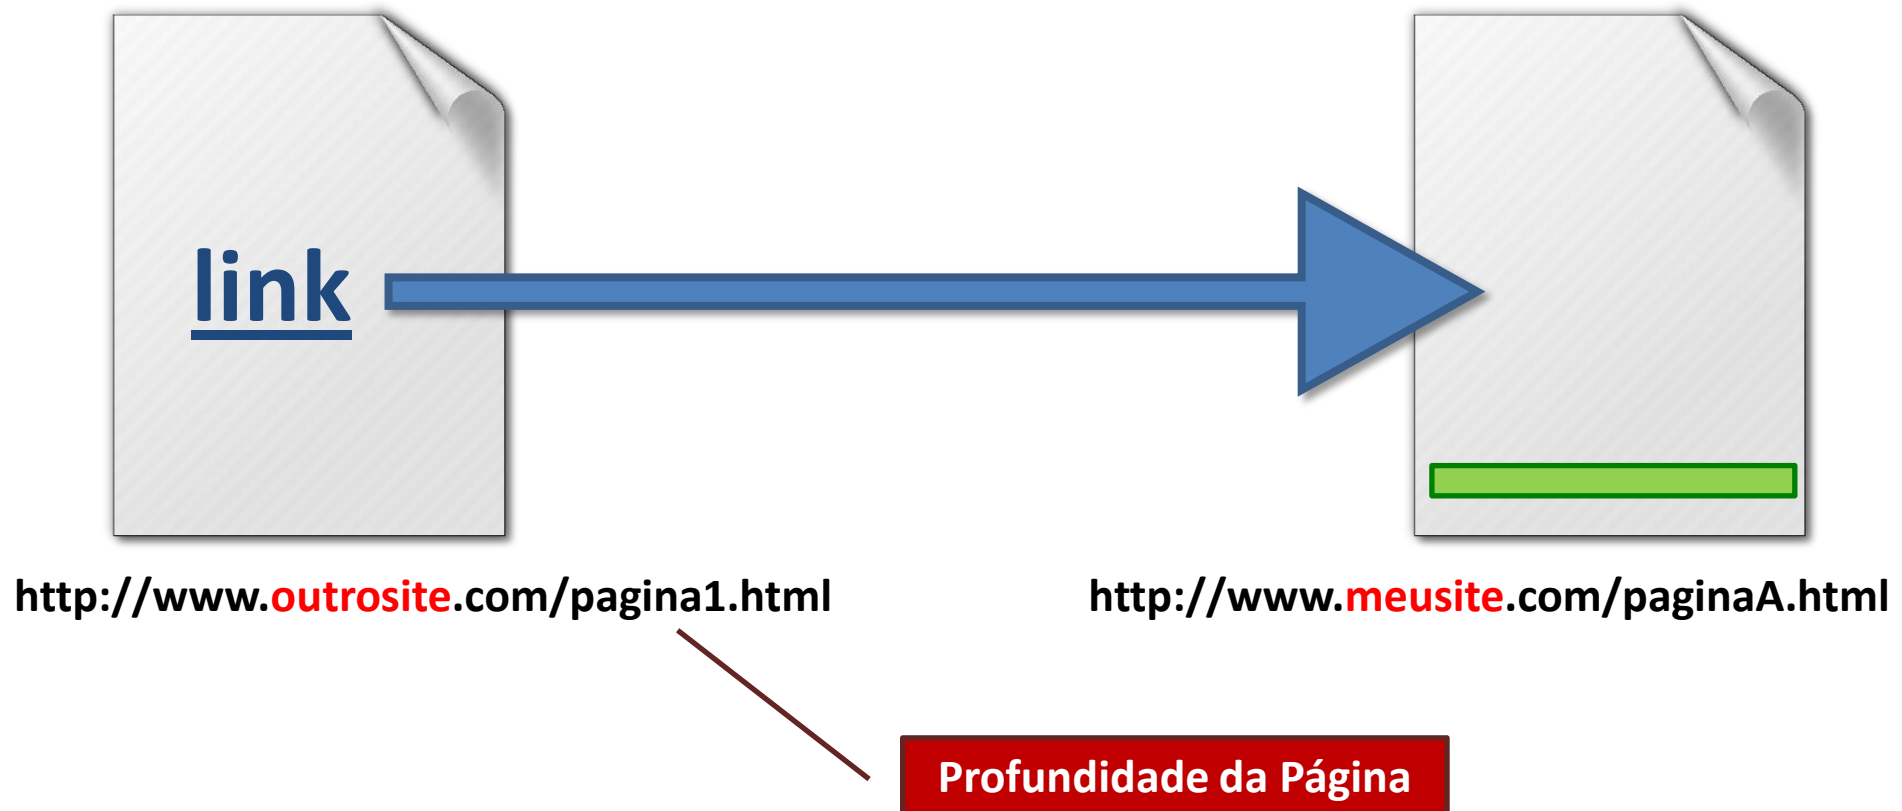 link
http://www.outrosite.com/pagina1.html
http://www.meusite.com/paginaA.html
Profundidade da Página